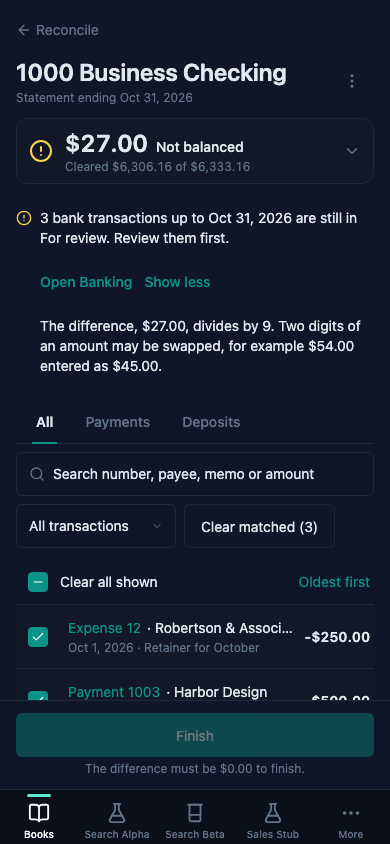 Reconcile
1000 Business Checking
Statement ending Oct 31, 2026
$27.00 Not balanced
Cleared $6,306.16 of $6,333.16
3 bank transactions up to Oct 31, 2026 are still in
For review. Review them first.
Open Banking Show less
The difference, $27.00, divides by 9. Two digits of
an amount may be swapped, for example $54.00
entered as $45.00.
All Payments Deposits
Search number, payee, memo or amount
All transactions Clear matched (3)
Clear all shown Oldest first
Expense 12 · Robertson & Associ... -$250.00
Oct 1, 2026 · Retainer for October
Payment 1003 · Harbor Design
Finish
The difference must be $0.00 to finish.
Books Search Alpha Search Beta Sales Stub More